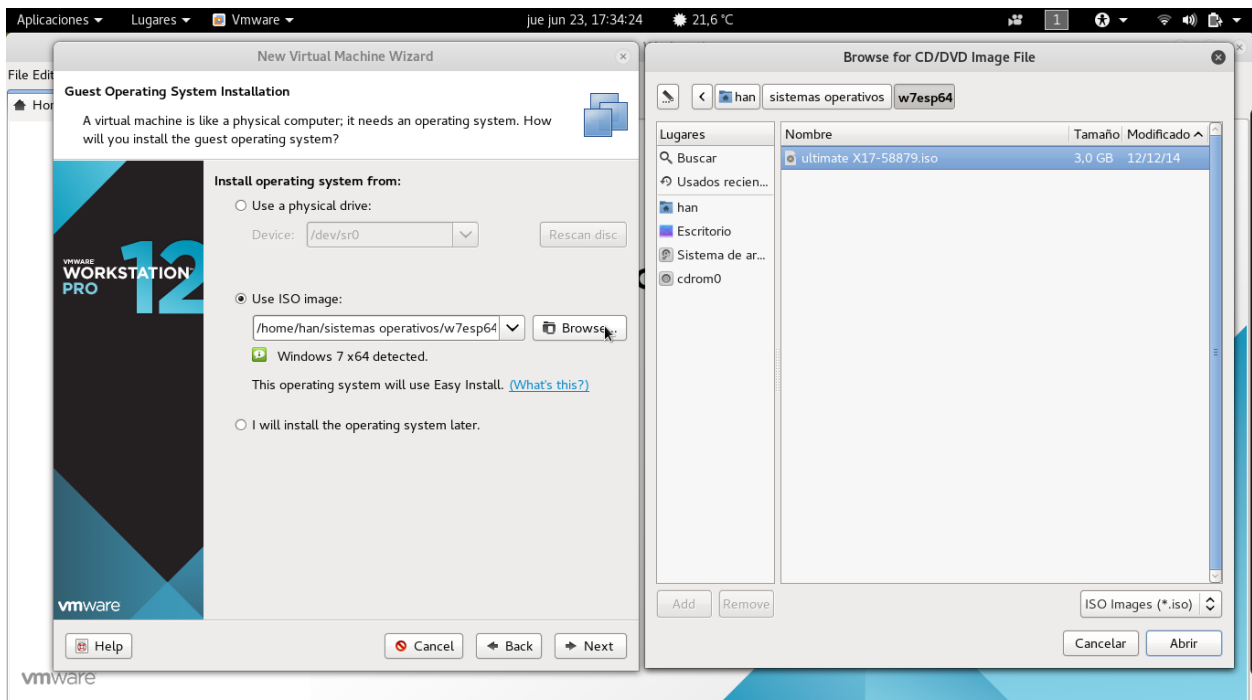 Aplicaciones Lugares Vmware jue jun 23, 17:34:24 21,6 °C 1
New Virtual Machine Wizard
File Edit
Guest Operating System Installation
A virtual machine is like a physical computer; it needs an operating system. How
will you install the guest operating system?
Install operating system from:
Use a physical drive:
Device: /dev/sr0 Rescan disc
VMWARE
WORKSTATION 12
PRO
Use ISO image:
/home/han/sistemas operativos/w7esp64 Browse...
Windows 7 x64 detected.
This operating system will use Easy Install. (What's this?)
I will install the operating system later.
vmware
Help Cancel Back Next
vmware
Browse for CD/DVD Image File
han sistemas operativos w7esp64
Lugares Nombre Tamaño Modificado
Buscar ultimate X17-58879.iso 3,0 GB 12/12/14
Usados recien...
han
Escritorio
Sistema de ar...
cdrom0
Add Remove ISO Images (*.iso)
Cancelar Abrir